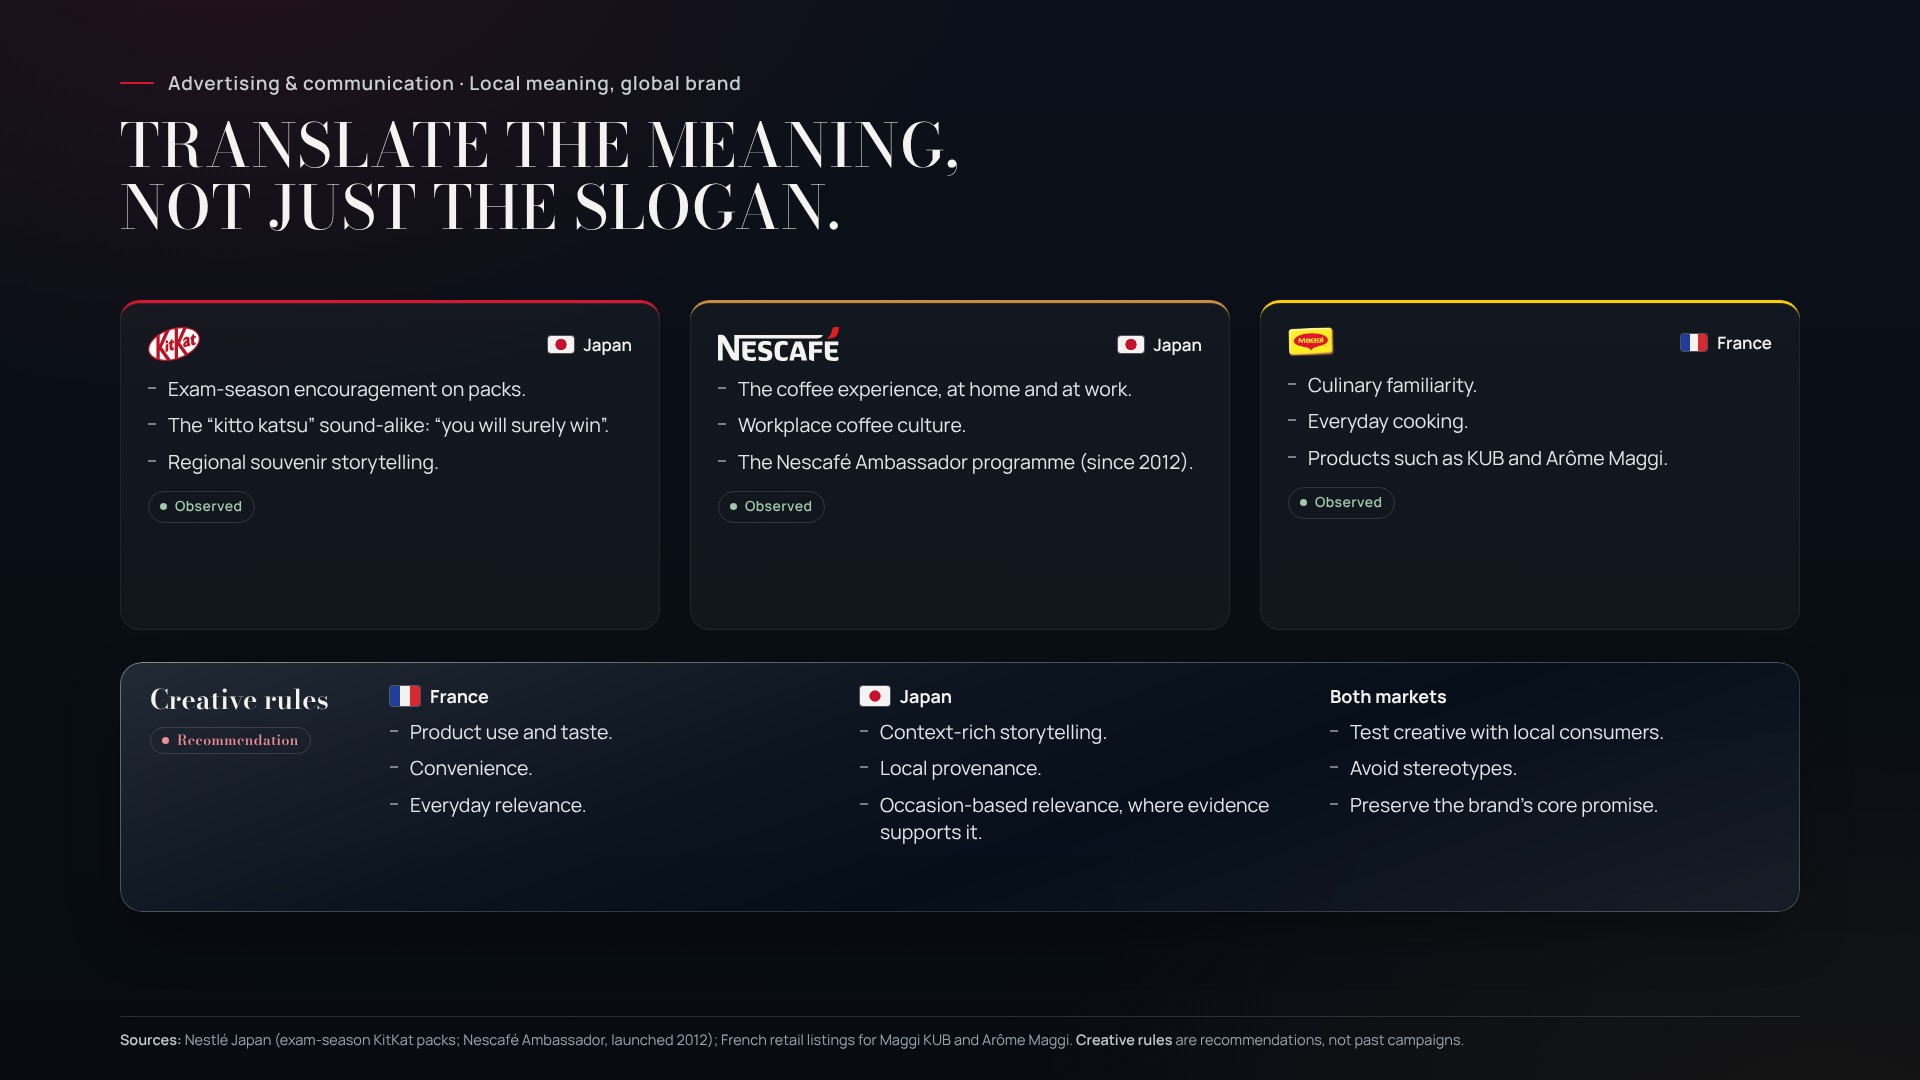 Advertising & communication · Local meaning, global brand
TRANSLATE THE MEANING,
NOT JUST THE SLOGAN.
KitKat
Japan
– Exam-season encouragement on packs.
– The “kitto katsu” sound-alike: “you will surely win”.
– Regional souvenir storytelling.
Observed
NESCAFÉ
Japan
– The coffee experience, at home and at work.
– Workplace coffee culture.
– The Nescafé Ambassador programme (since 2012).
Observed
Maggi
France
– Culinary familiarity.
– Everyday cooking.
– Products such as KUB and Arôme Maggi.
Observed
Creative rules
Recommendation
France
– Product use and taste.
– Convenience.
– Everyday relevance.
Japan
– Context-rich storytelling.
– Local provenance.
– Occasion-based relevance, where evidence
supports it.
Both markets
– Test creative with local consumers.
– Avoid stereotypes.
– Preserve the brand’s core promise.
Sources: Nestlé Japan (exam-season KitKat packs; Nescafé Ambassador, launched 2012); French retail listings for Maggi KUB and Arôme Maggi. Creative rules are recommendations, not past campaigns.